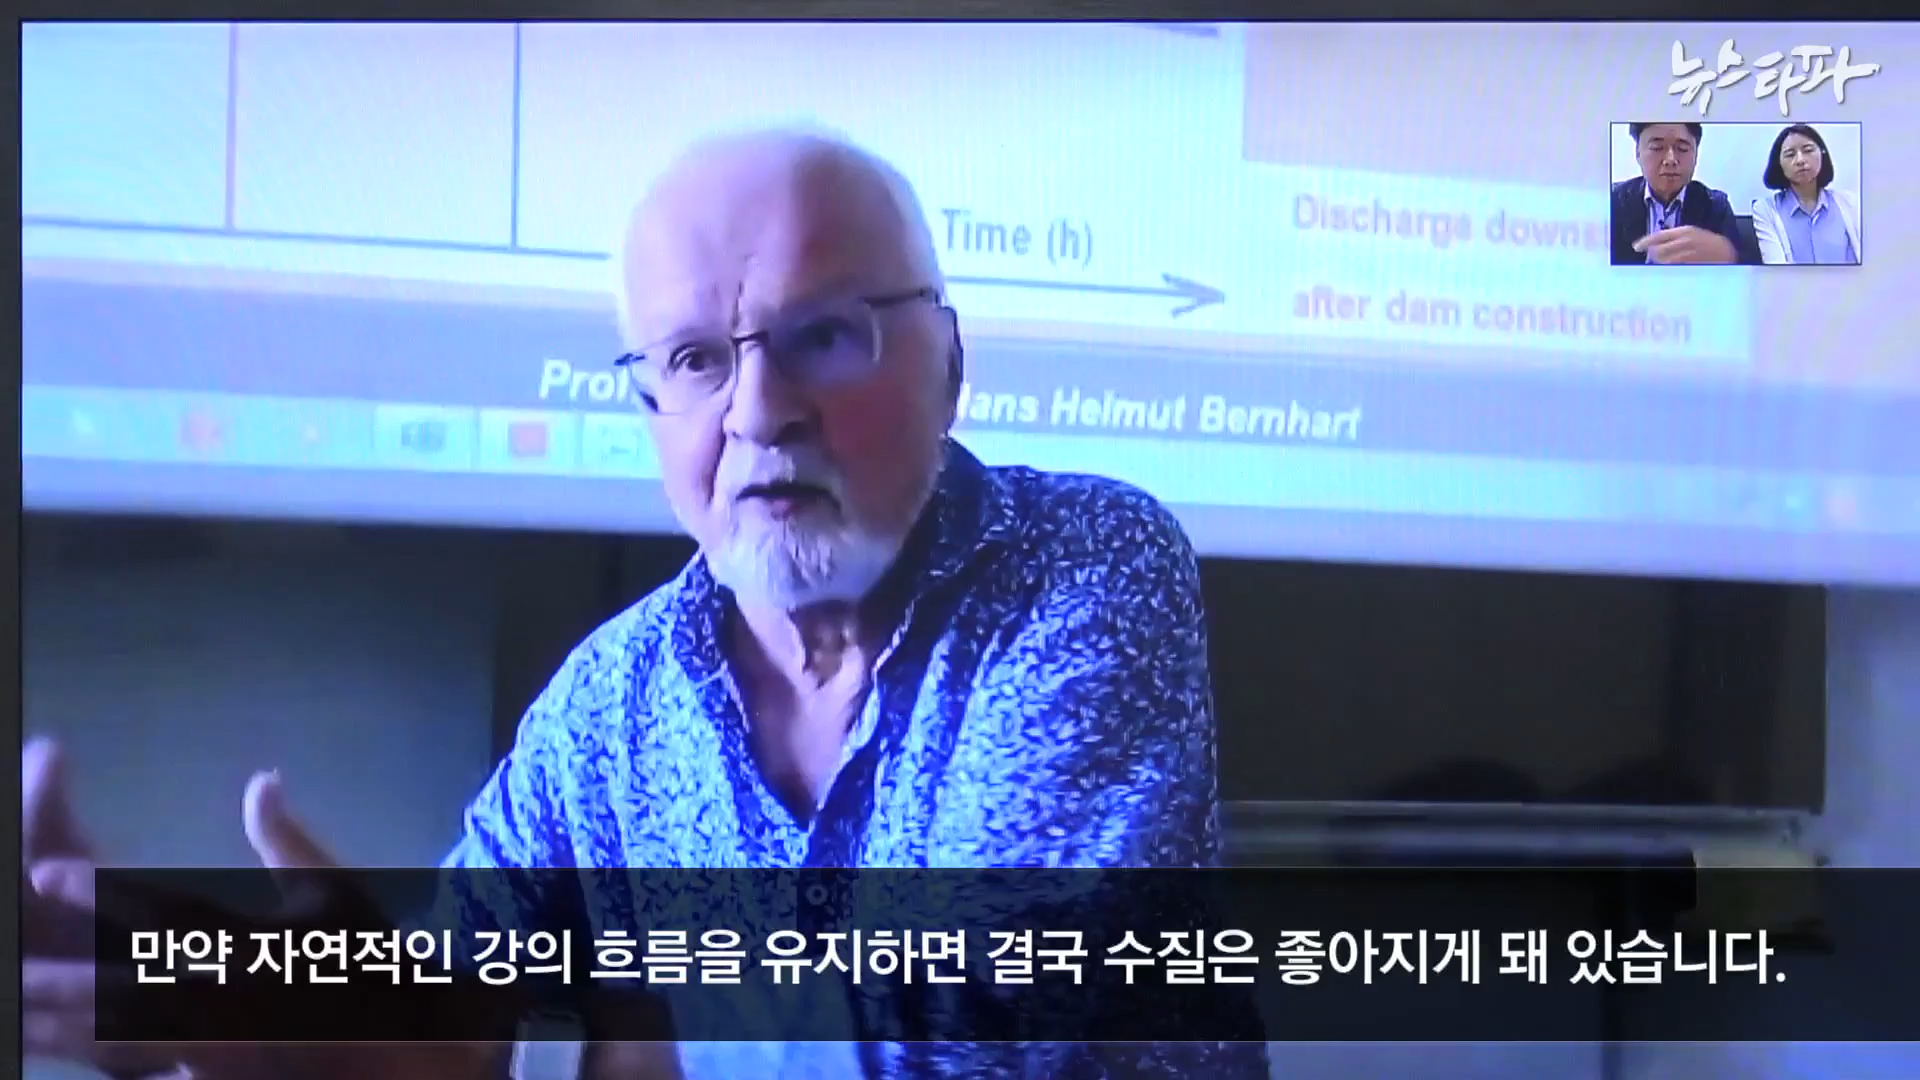 뉴스타파
Time (h)
Discharge
after dam construction
Hans Helmut Bernhart
만약 자연적인 강의 흐름을 유지하면 결국 수질은 좋아지게 돼 있습니다.